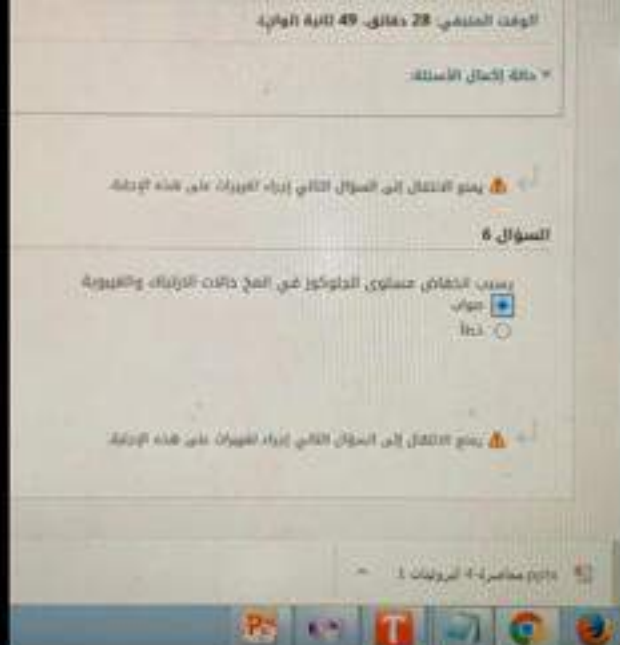 الوقت المتبقي: 28 دقائق, 49 ثانية (ثوان).
حالة إكمال الأسئلة:
يمنع الانتقال إلى السؤال التالي إجراء تغييرات على هذه الإجابة.
السؤال 6
يسبب انخفاض مستوى الجلوكوز في المخ حالات الارتباك والغيبوبة
صواب
خطأ
يمنع الانتقال إلى السؤال التالي إجراء تغييرات على هذه الإجابة.
محاضرة 4 البروتينات 1 pptx